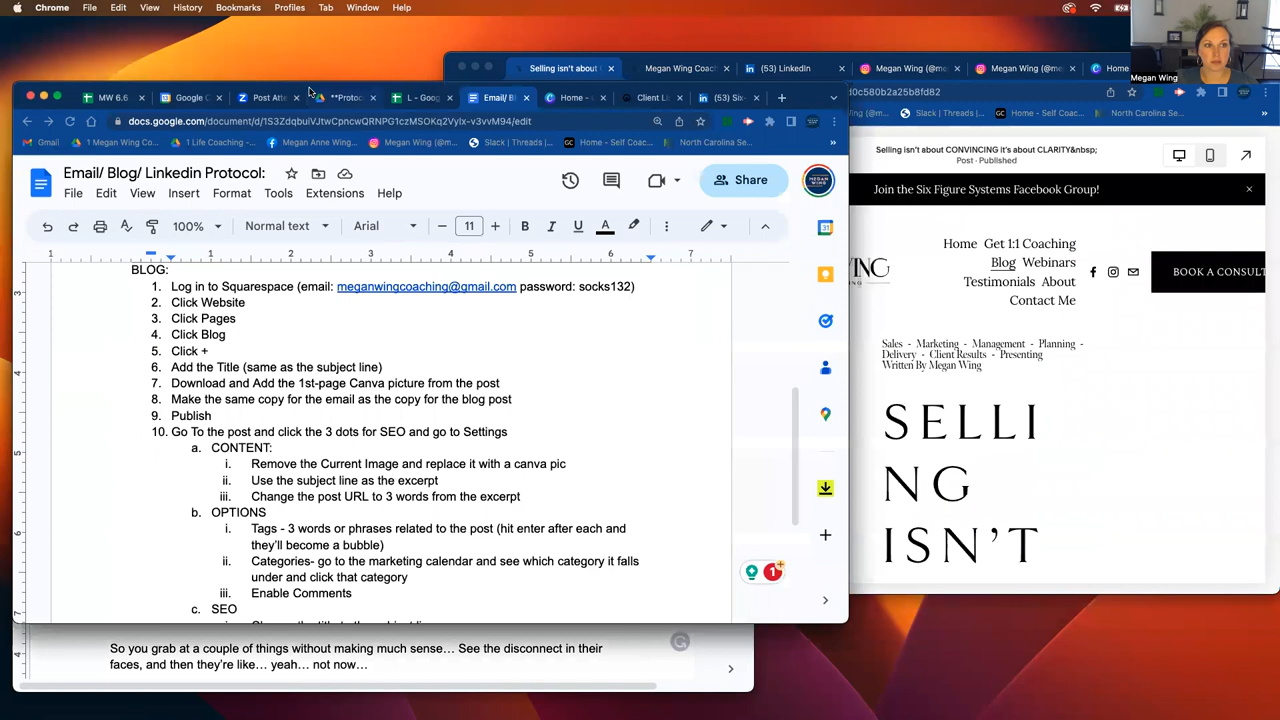 Chrome File Edit View History Bookmarks Profiles Tab Window Help
Megan Wing
Selling isn't about
Megan Wing Coac
(53) LinkedIn
Megan Wing (@me
Megan Wing (@me
Home
MW 6.6
Google C
Post Atte
**Protoc
L - Goog
Email/ Bl
Home –
Client Li
(53) Six-
docs.google.com/document/d/1S3ZdqbuiVJtwCpncwQRNPG1czMSOKq2Vylx-v3vvM94/edit
0c580b2a25b8fd82
Gmail
1 Megan Wing Co
1 Life Coaching -
Megan Anne Wing
Megan Wing (@m
Slack | Threads |
Home - Self Coac
North Carolina Se
Slack | Threads |
Home - Self Coac
North Carolina Se
Email/ Blog/ Linkedin Protocol:
Share
File Edit View Insert Format Tools Extensions Help
100%
Normal text
Arial
11
B I U A
1 1 2 3 4 5 6 7
BLOG:
1. Log in to Squarespace (email: meganwingcoaching@gmail.com password: socks132)
2. Click Website
3. Click Pages
4. Click Blog
5. Click +
6. Add the Title (same as the subject line)
7. Download and Add the 1st-page Canva picture from the post
8. Make the same copy for the email as the copy for the blog post
9. Publish
10. Go To the post and click the 3 dots for SEO and go to Settings
a. CONTENT:
i. Remove the Current Image and replace it with a canva pic
ii. Use the subject line as the excerpt
iii. Change the post URL to 3 words from the excerpt
b. OPTIONS
i. Tags - 3 words or phrases related to the post (hit enter after each and
they'll become a bubble)
ii. Categories- go to the marketing calendar and see which category it falls
under and click that category
iii. Enable Comments
c. SEO
So you grab at a couple of things without making much sense… See the disconnect in their
faces, and then they're like… yeah… not now…
Selling isn't about CONVINCING it's about CLARITY&nbsp;
Post · Published
Join the Six Figure Systems Facebook Group!
Home Get 1:1 Coaching
Blog Webinars
Testimonials About
Contact Me
BOOK A CONSULT
Sales - Marketing - Management - Planning -
Delivery - Client Results - Presenting
Written By Megan Wing
SELLI
NG
ISN'T